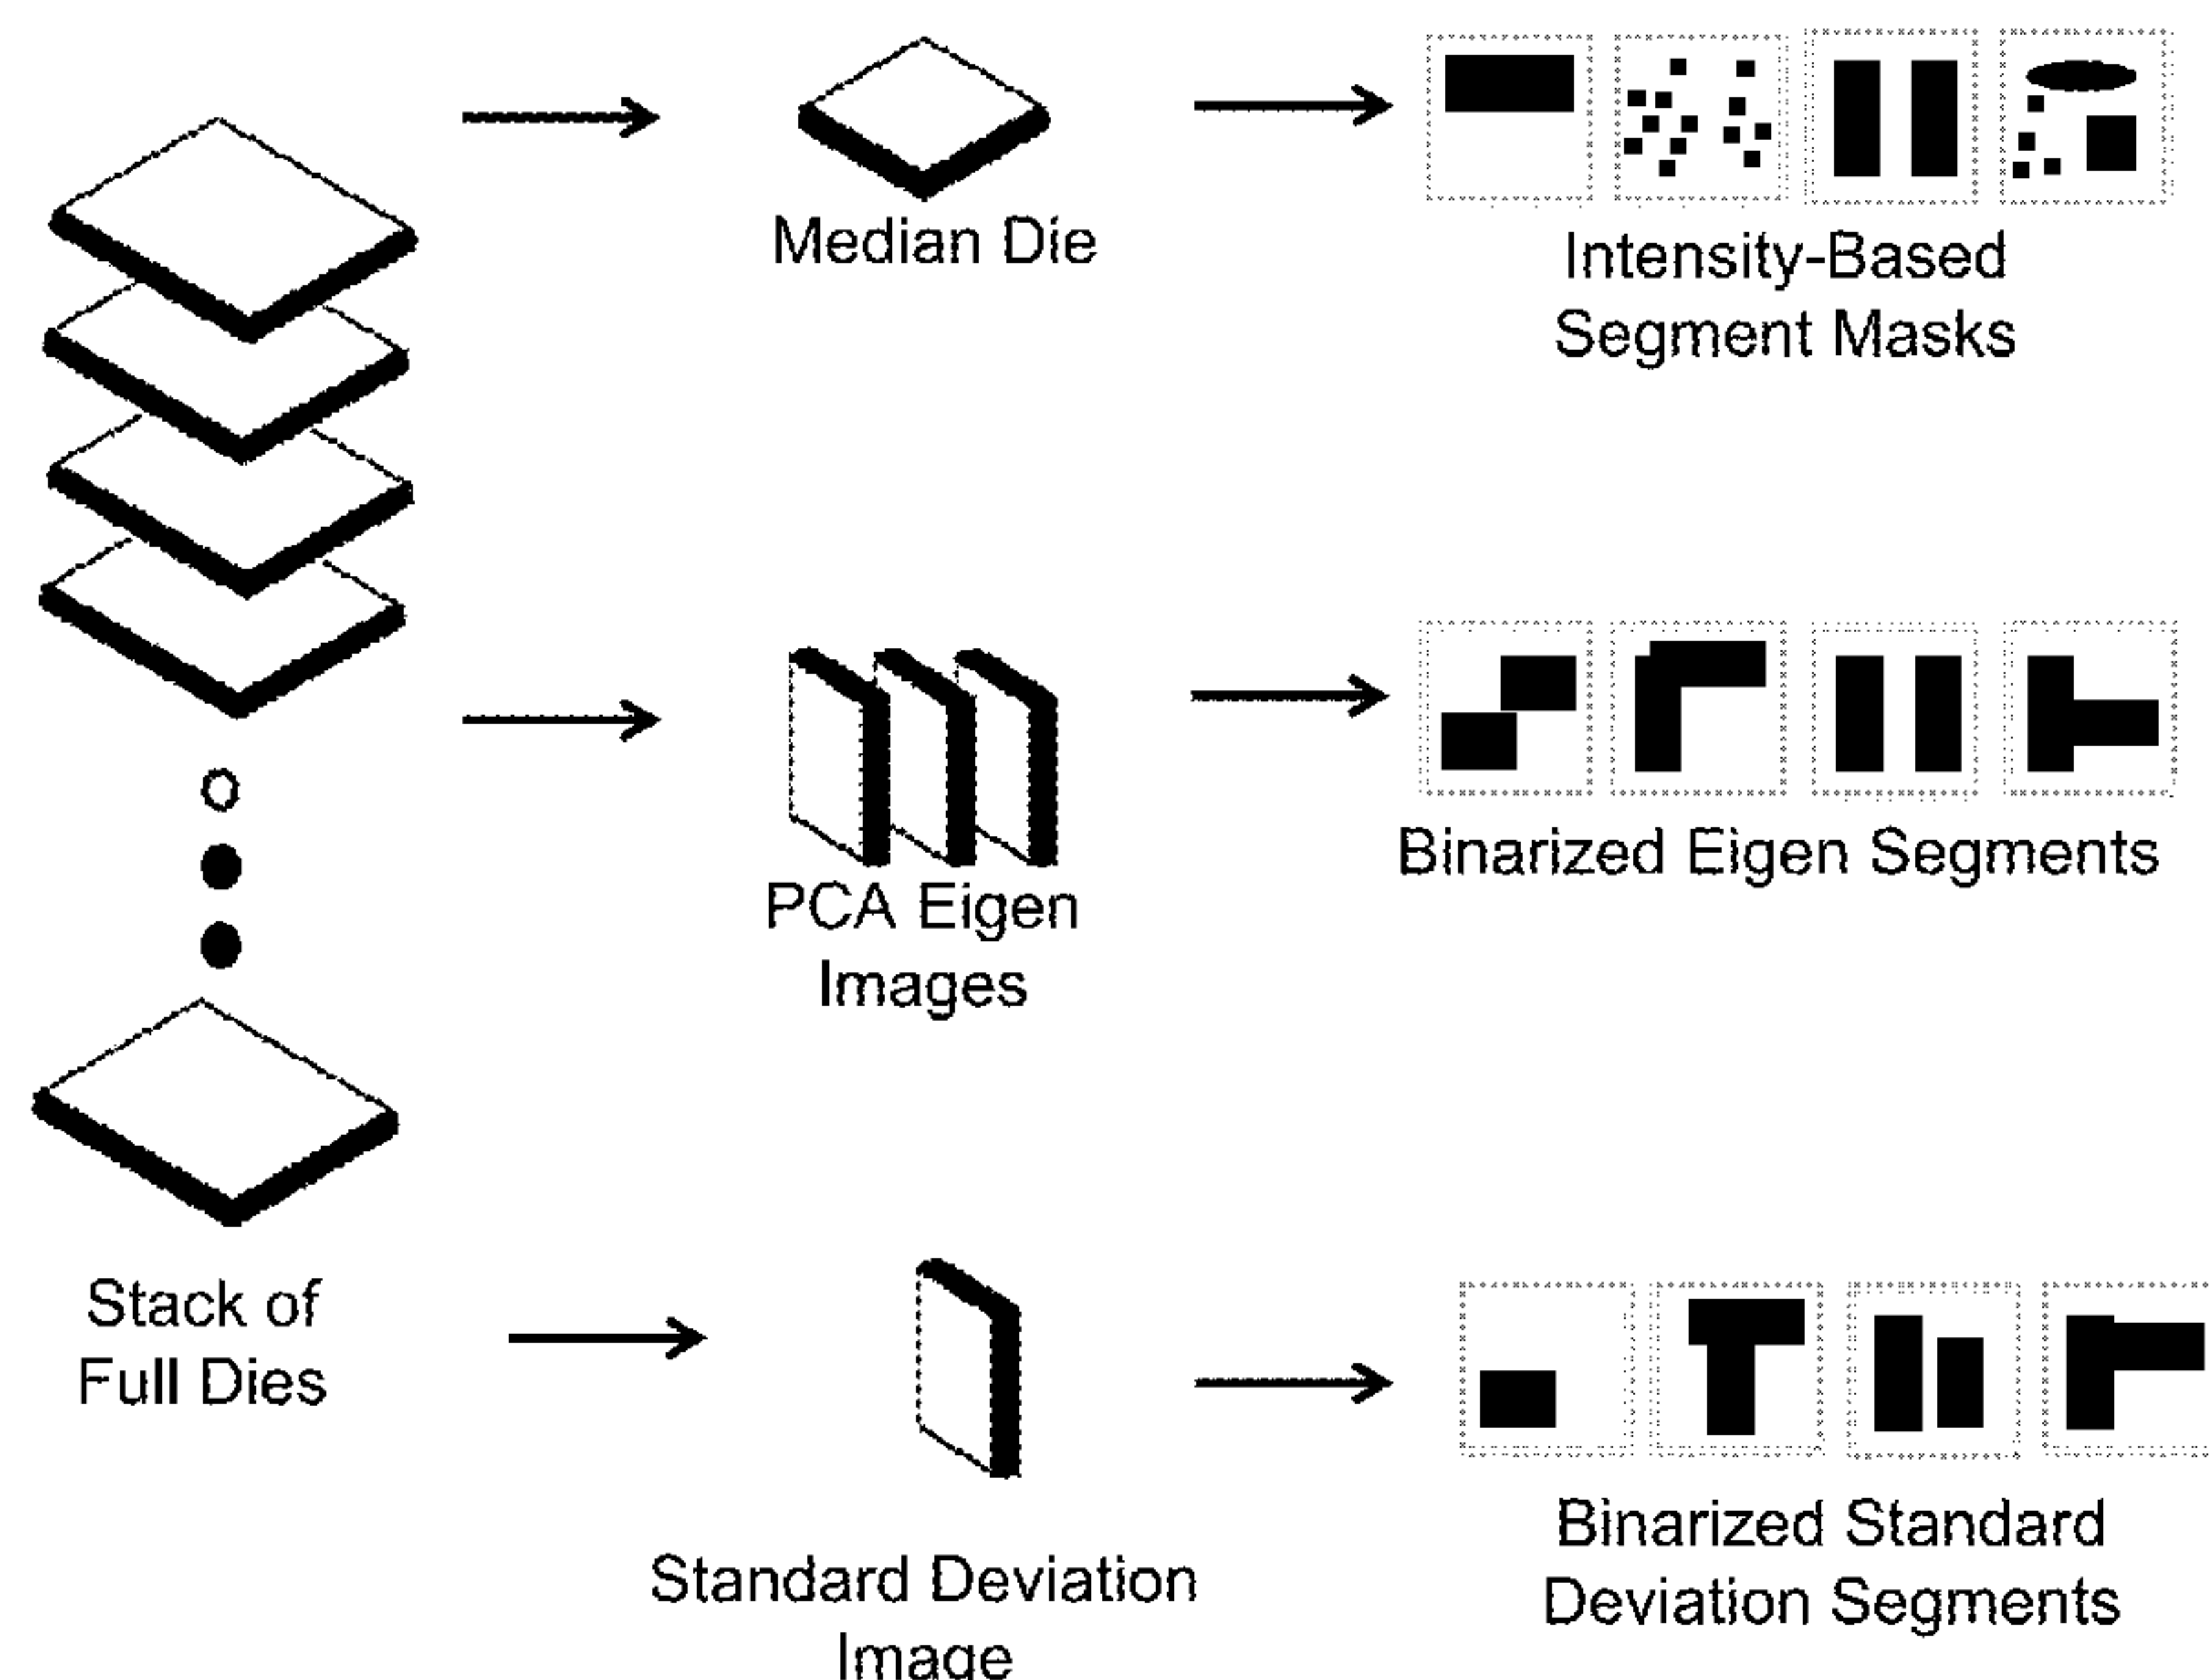 Median Die
Intensity-Based
Segment Masks
PCA Eigen
Images
Binarized Eigen Segments
Stack of
Full Dies
Standard Deviation
Image
Binarized Standard
Deviation Segments